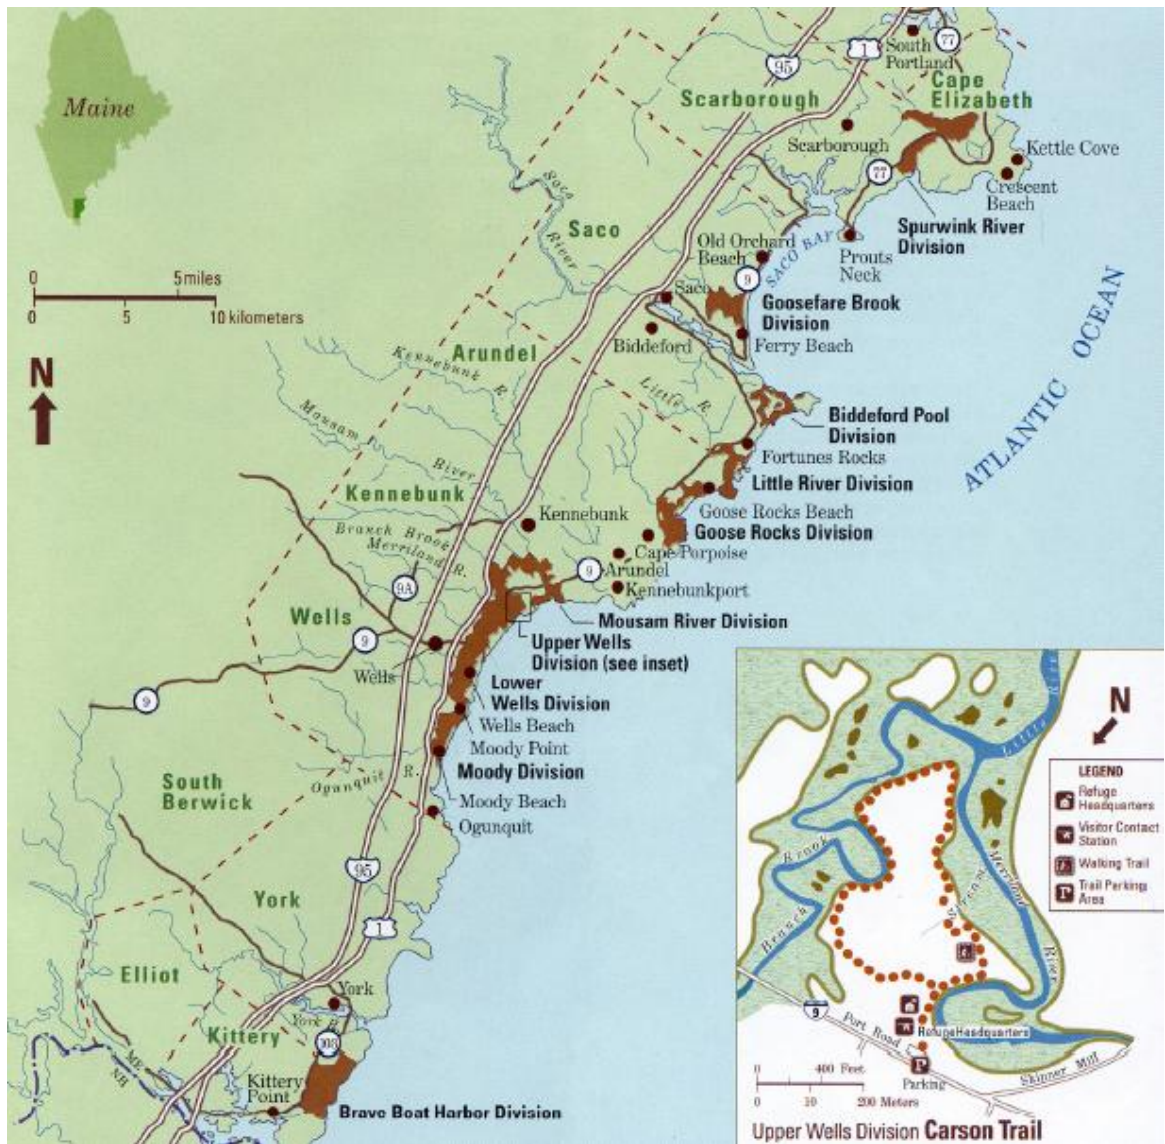 Maine
0 5 miles
0 5 10 kilometers
N
95
1
77
South
Portland
Cape
Elizabeth
Scarborough
Scarborough
Kettle Cove
Crescent
Beach
77
Spurwink River
Division
Saco
River
Saco
Old Orchard
Beach
SACO BAY
Prouts
Neck
9
Saco
Goosefare Brook
Division
Biddeford
Ferry Beach
ATLANTIC OCEAN
Arundel
Kennebunk R.
Little R.
Biddeford Pool
Division
Mousam
River
Fortunes Rocks
Little River Division
Kennebunk
Goose Rocks Beach
Kennebunk
Goose Rocks Division
Branch Brook
Merriland R.
Cape Porpoise
9
Arundel
9A
Kennebunkport
Wells
Mousam River Division
9
Upper Wells
Division (see inset)
Wells
Lower
Wells Division
9
Wells Beach
Moody Point
South
Berwick
Ogunquit R.
Moody Division
Moody Beach
Ogunquit
95
York
1
Elliot
York
York R.
Kittery
103
ME
NH
Kittery
Point
Brave Boat Harbor Division
N
Little River
LEGEND
Refuge
Headquarters
Visitor Contact
Station
Walking Trail
P Trail Parking
Area
Branch Brook
Merriland River
Refuge Headquarters
9
Port Road
P
Parking
Skinner Mill
0 400 Feet
0 10 200 Meters
Upper Wells Division Carson Trail